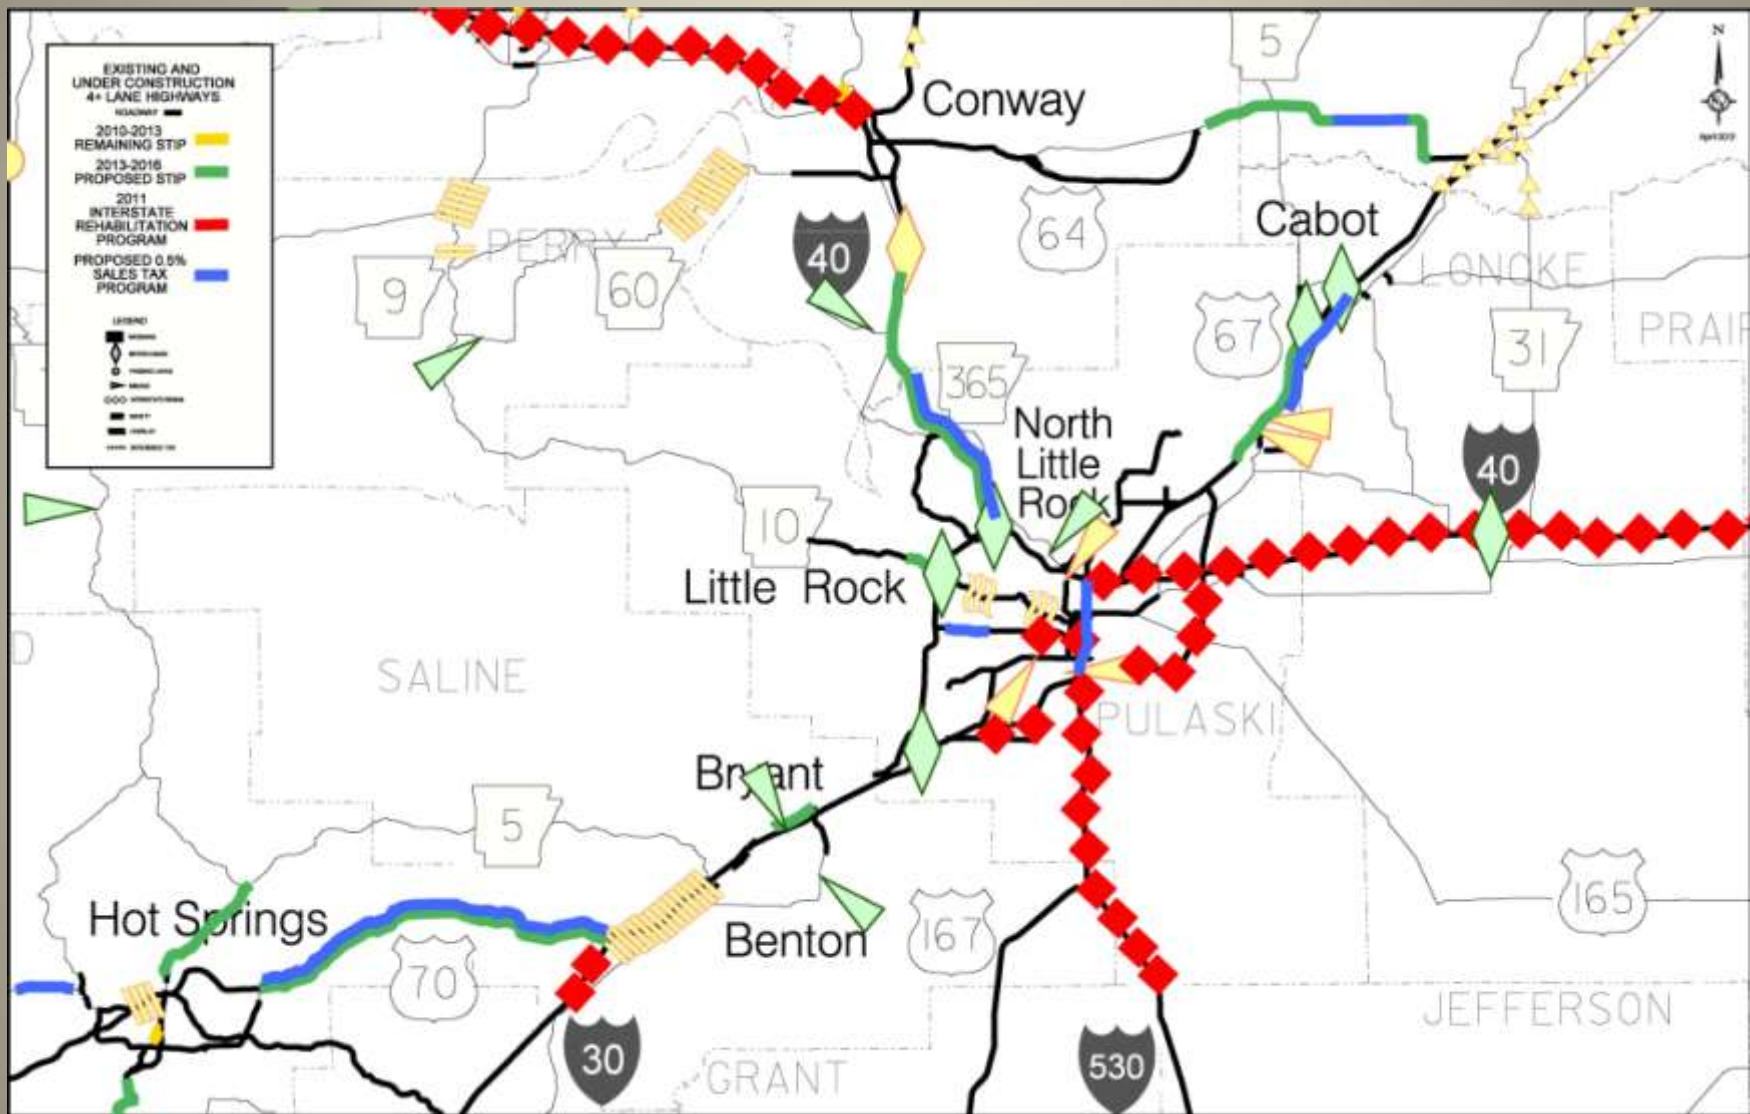 EXISTING AND
UNDER CONSTRUCTION
4+ LANE HIGHWAYS
ROADWAY
2010-2013
REMAINING STIP
2013-2016
PROPOSED STIP
2011
INTERSTATE
REHABILITATION
PROGRAM
PROPOSED 0.5%
SALES TAX
PROGRAM
LEGEND
N
5
Conway
64
Cabot
40
PERRY
9
60
LONOKE
67
31
PRAIR
365
North
Little
Rock
40
10
Little Rock
D
SALINE
PULASKI
Bryant
5
165
Hot Springs
Benton
167
70
JEFFERSON
30
530
GRANT